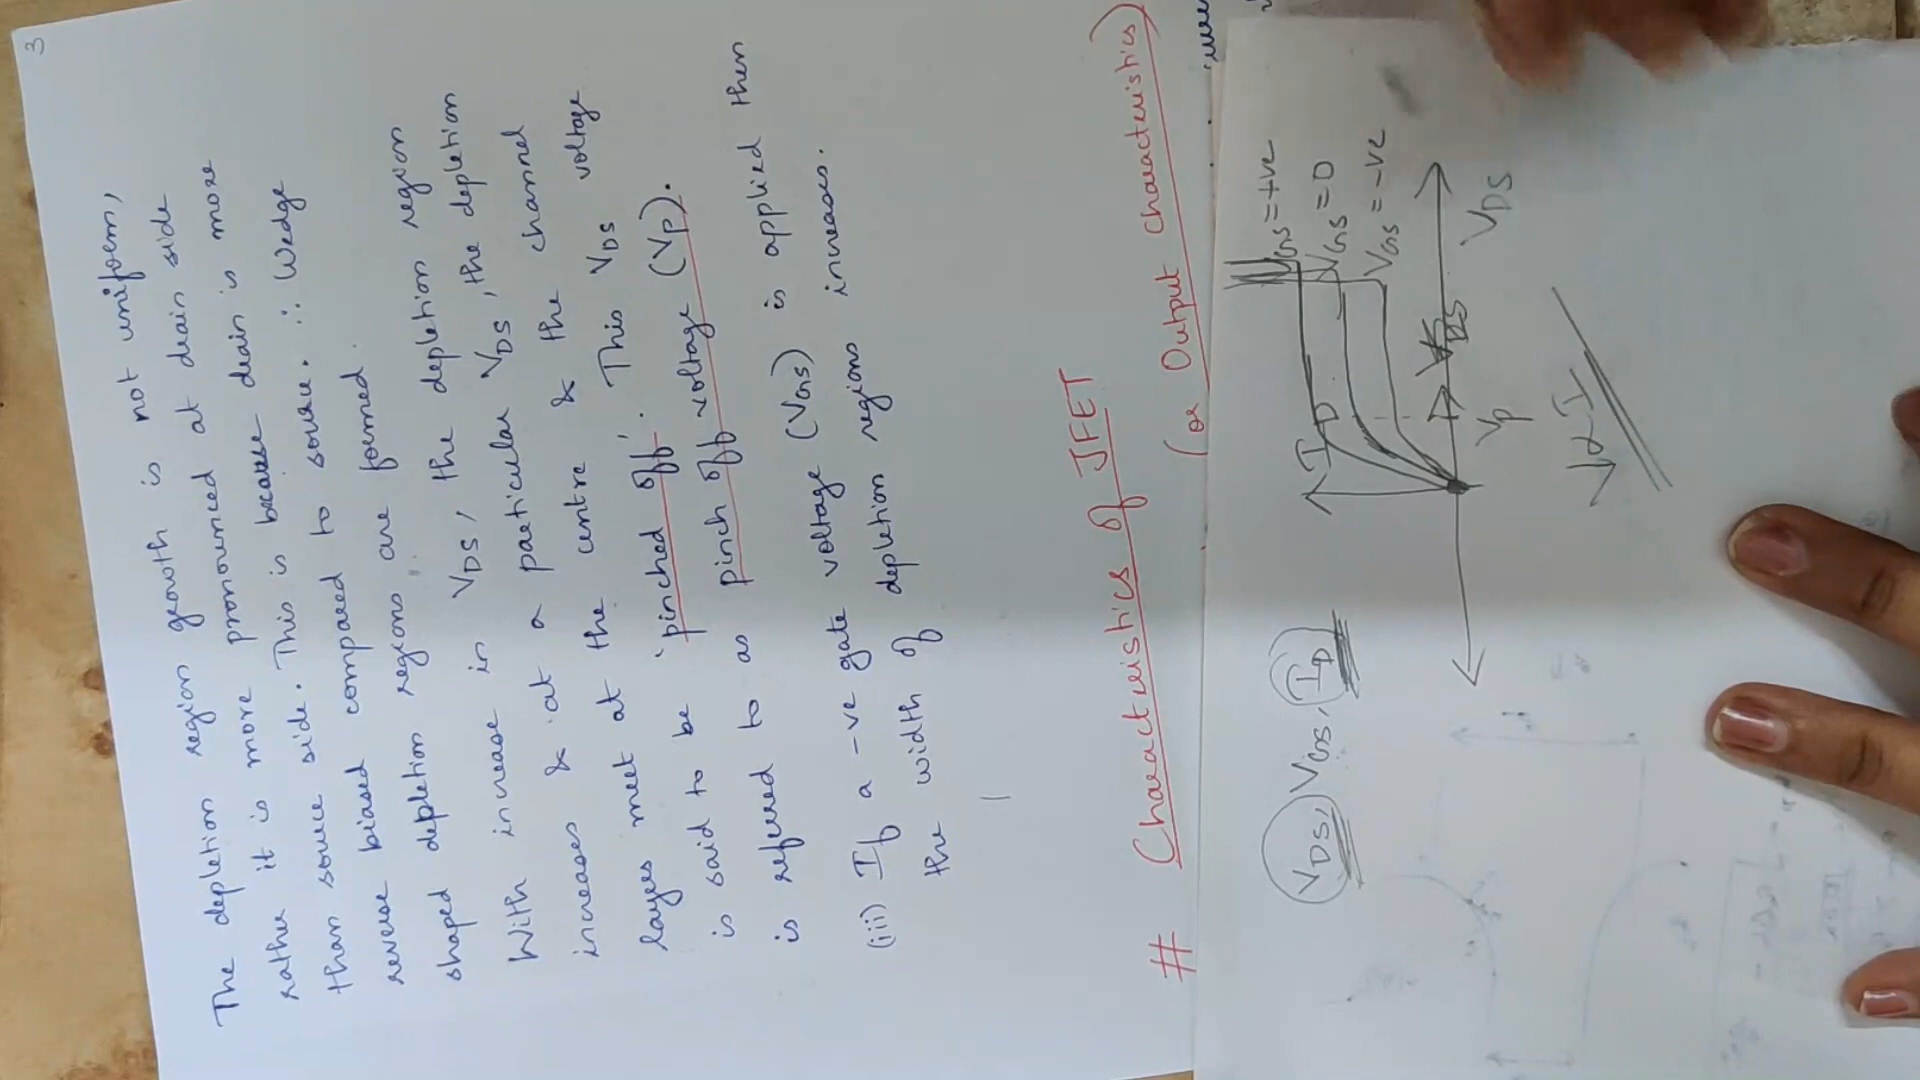 3
The depletion region growth is not uniform,
rather it is more pronounced at drain side
than source side. This is because drain is more
reverse biased compared to source. ∴ Wedge
shaped depletion regions are formed.
With increase in VDS, the depletion region
increases & at a particular VDS, the depletion
layers meet at the centre & the channel
is said to be 'pinched off'. This VDS voltage
is referred to as pinch off voltage (VP).
(iii) If a -ve gate voltage (VGS) is applied then
the width of depletion regions increases.
# Characteristics of JFET
(or Output characteristics)
VDS, VGS, ID
ID
VGS=+ve
VGS=0
VGS=-ve
VDS
VDS
VP
V∝I